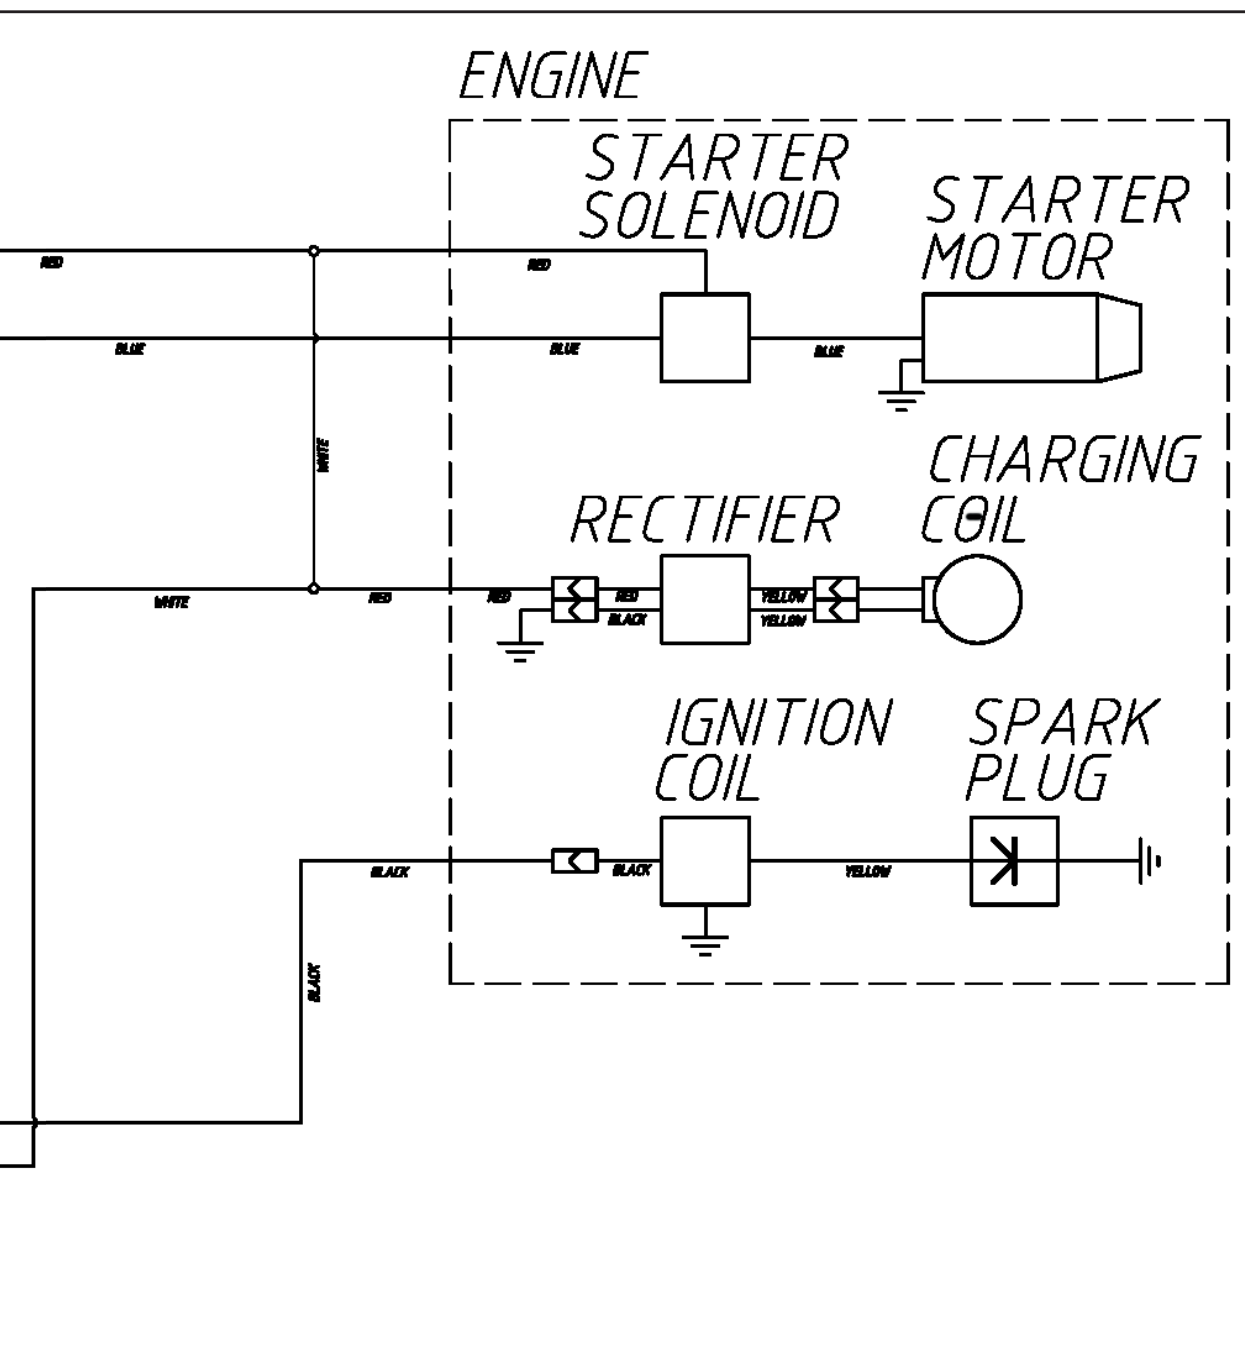 ENGINE
STARTER
SOLENOID
STARTER
MOTOR
RED
RED
BLUE
BLUE
BLUE
WHITE
CHARGING
COIL
RECTIFIER
WHITE
RED
RED
RED
YELLOW
BLACK
YELLOW
IGNITION
COIL
SPARK
PLUG
BLACK
BLACK
YELLOW
BLACK